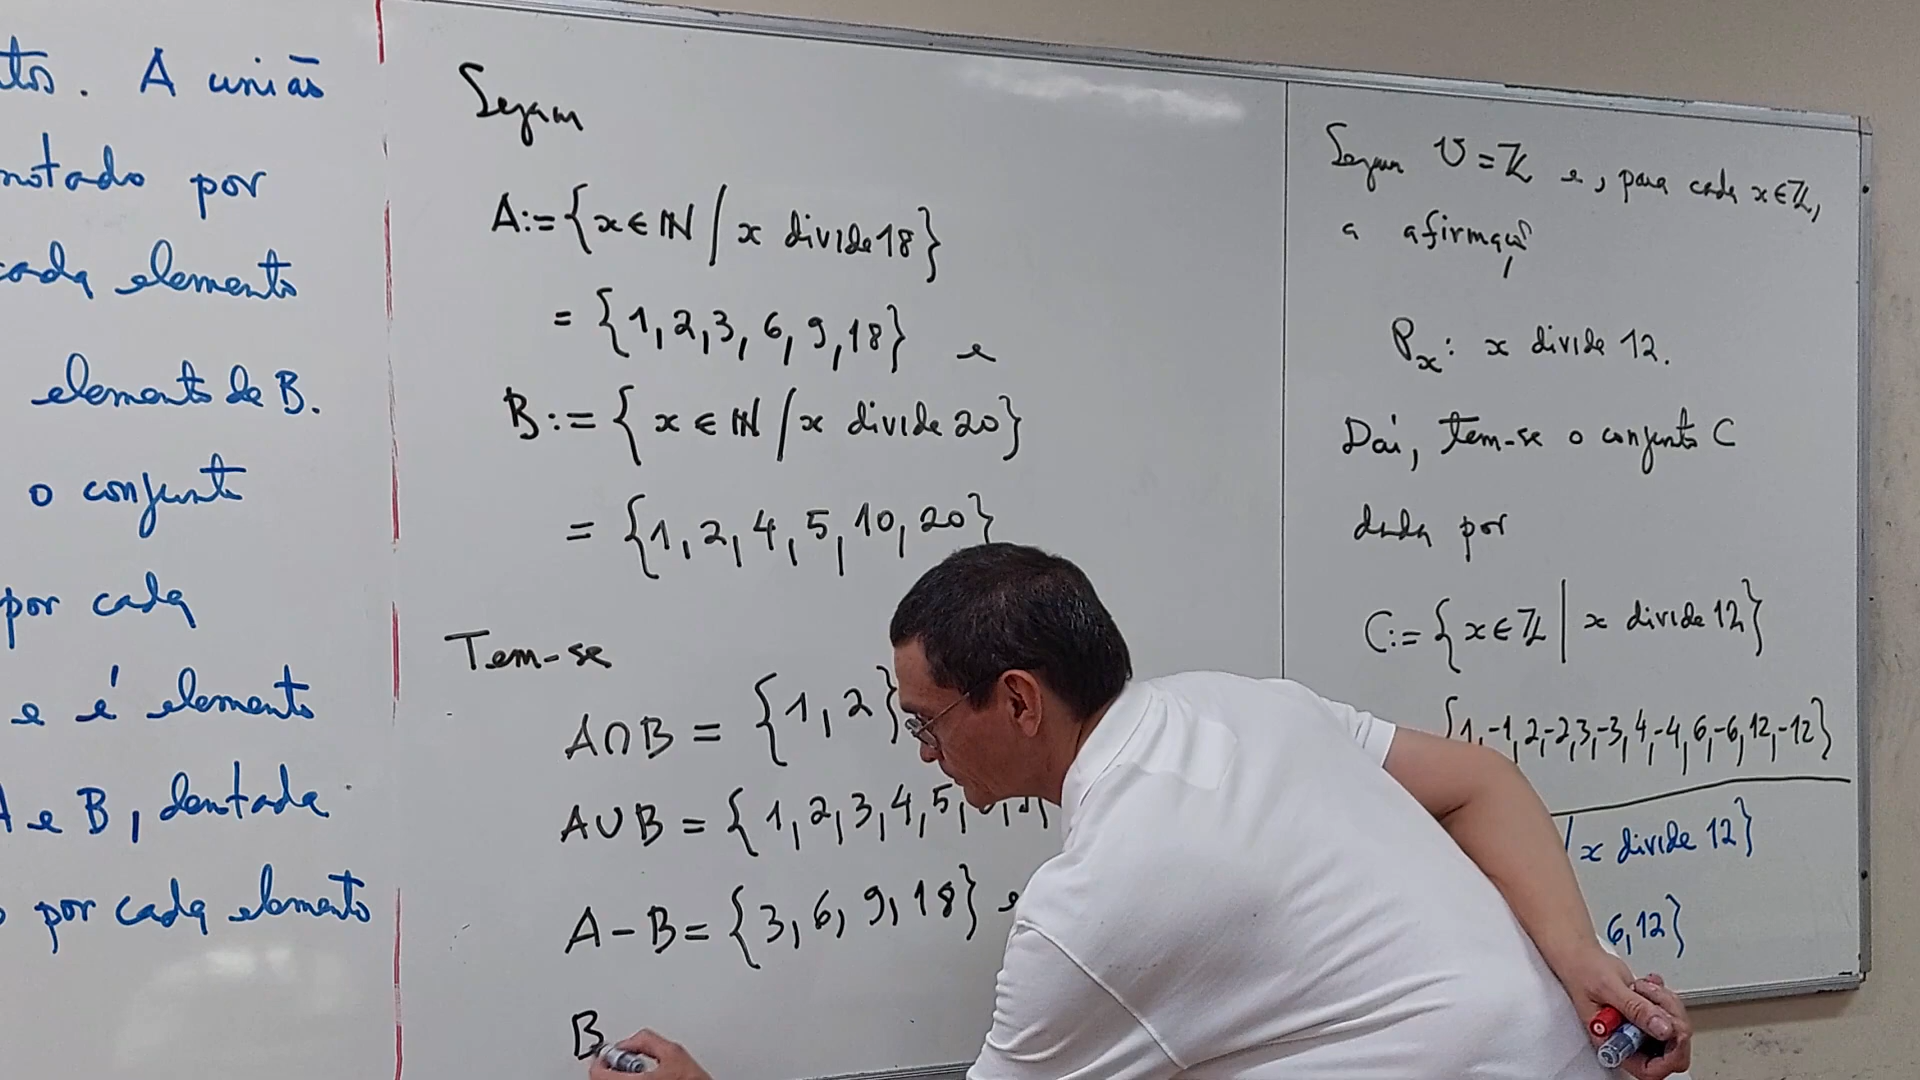 tos. A união
notado por
cada elemento
elemento de B.
o conjunto
por cada
e é elemento
A e B, denotada
por cada elemento
Sejam
A:={x∈ℕ/x divide 18}
= {1,2,3,6,9,18} e
B:={x∈ℕ/x divide 20}
= {1,2,4,5,10,20}
Tem-se
A∩B = {1,2}
A∪B = {1,2,3,4,5,
A-B= {3,6,9,18} e
B
Sejam U=ℤ e, para cada x∈ℤ,
a afirmação
Pₓ: x divide 12.
Daí, tem-se o conjunto C
dado por
C:={x∈ℤ | x divide 12}
{1,-1,2,-2,3,-3,4,-4,6,-6,12,-12}
/x divide 12}
6,12}